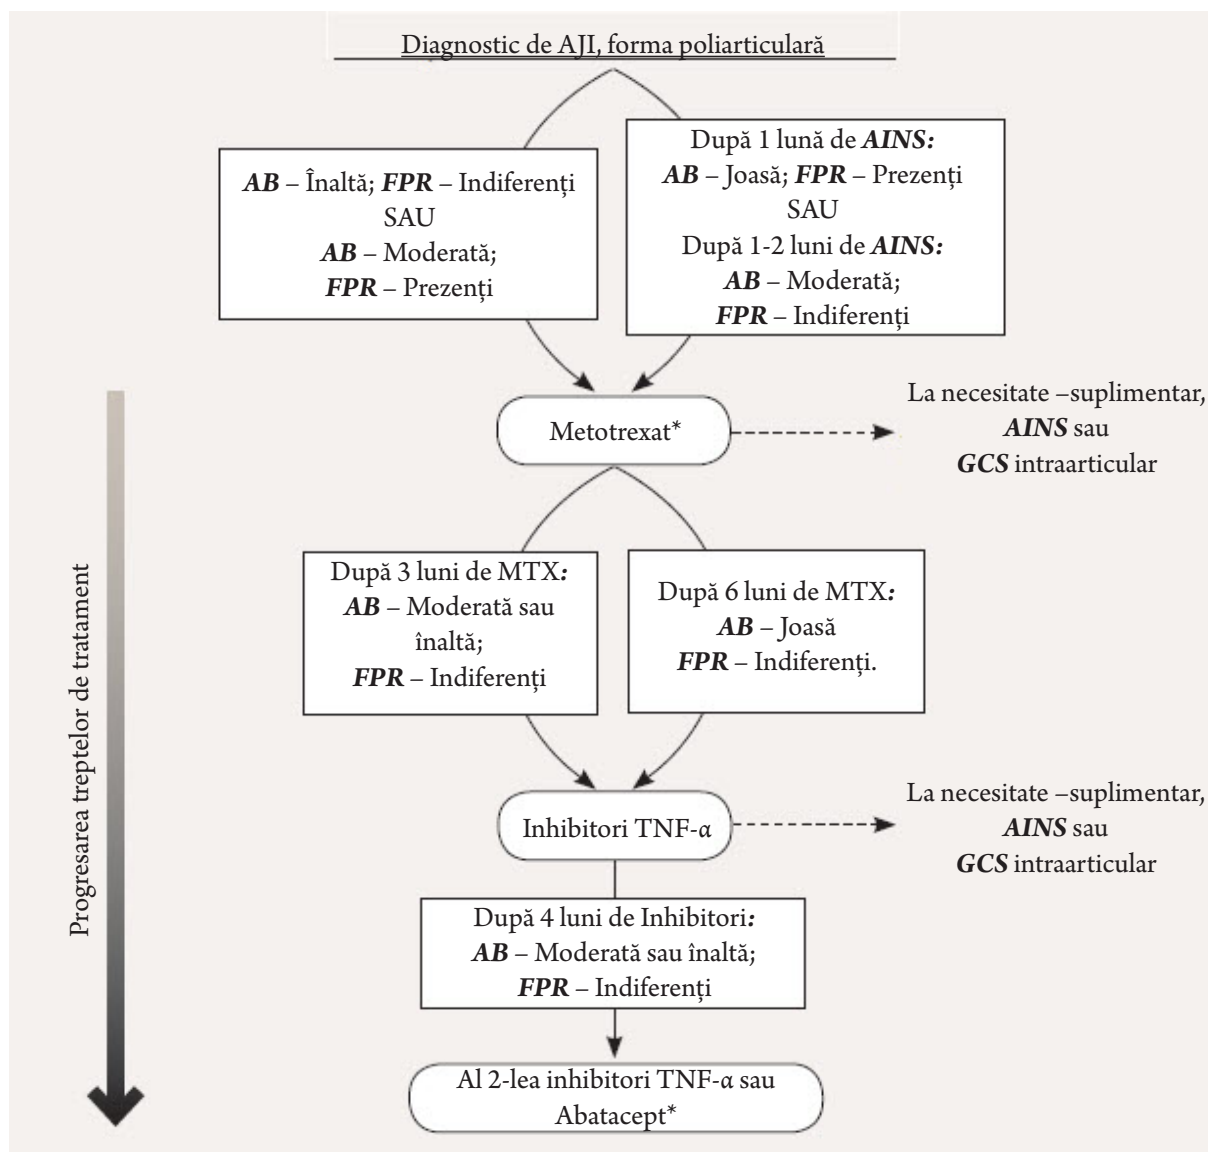 Diagnostic de AJI, forma poliarticulară
AB – Înaltă; FPR – Indiferenți
SAU
AB – Moderată;
FPR – Prezenți
După 1 lună de AINS:
AB – Joasă; FPR – Prezenți
SAU
După 1-2 luni de AINS:
AB – Moderată;
FPR – Indiferenți
Metotrexat*
La necesitate –suplimentar,
AINS sau
GCS intraarticular
După 3 luni de MTX:
AB – Moderată sau
înaltă;
FPR – Indiferenți
După 6 luni de MTX:
AB – Joasă
FPR – Indiferenți.
Progresarea treptelor de tratament
Inhibitori TNF-α
La necesitate –suplimentar,
AINS sau
GCS intraarticular
După 4 luni de Inhibitori:
AB – Moderată sau înaltă;
FPR – Indiferenți
Al 2-lea inhibitori TNF-α sau
Abatacept*